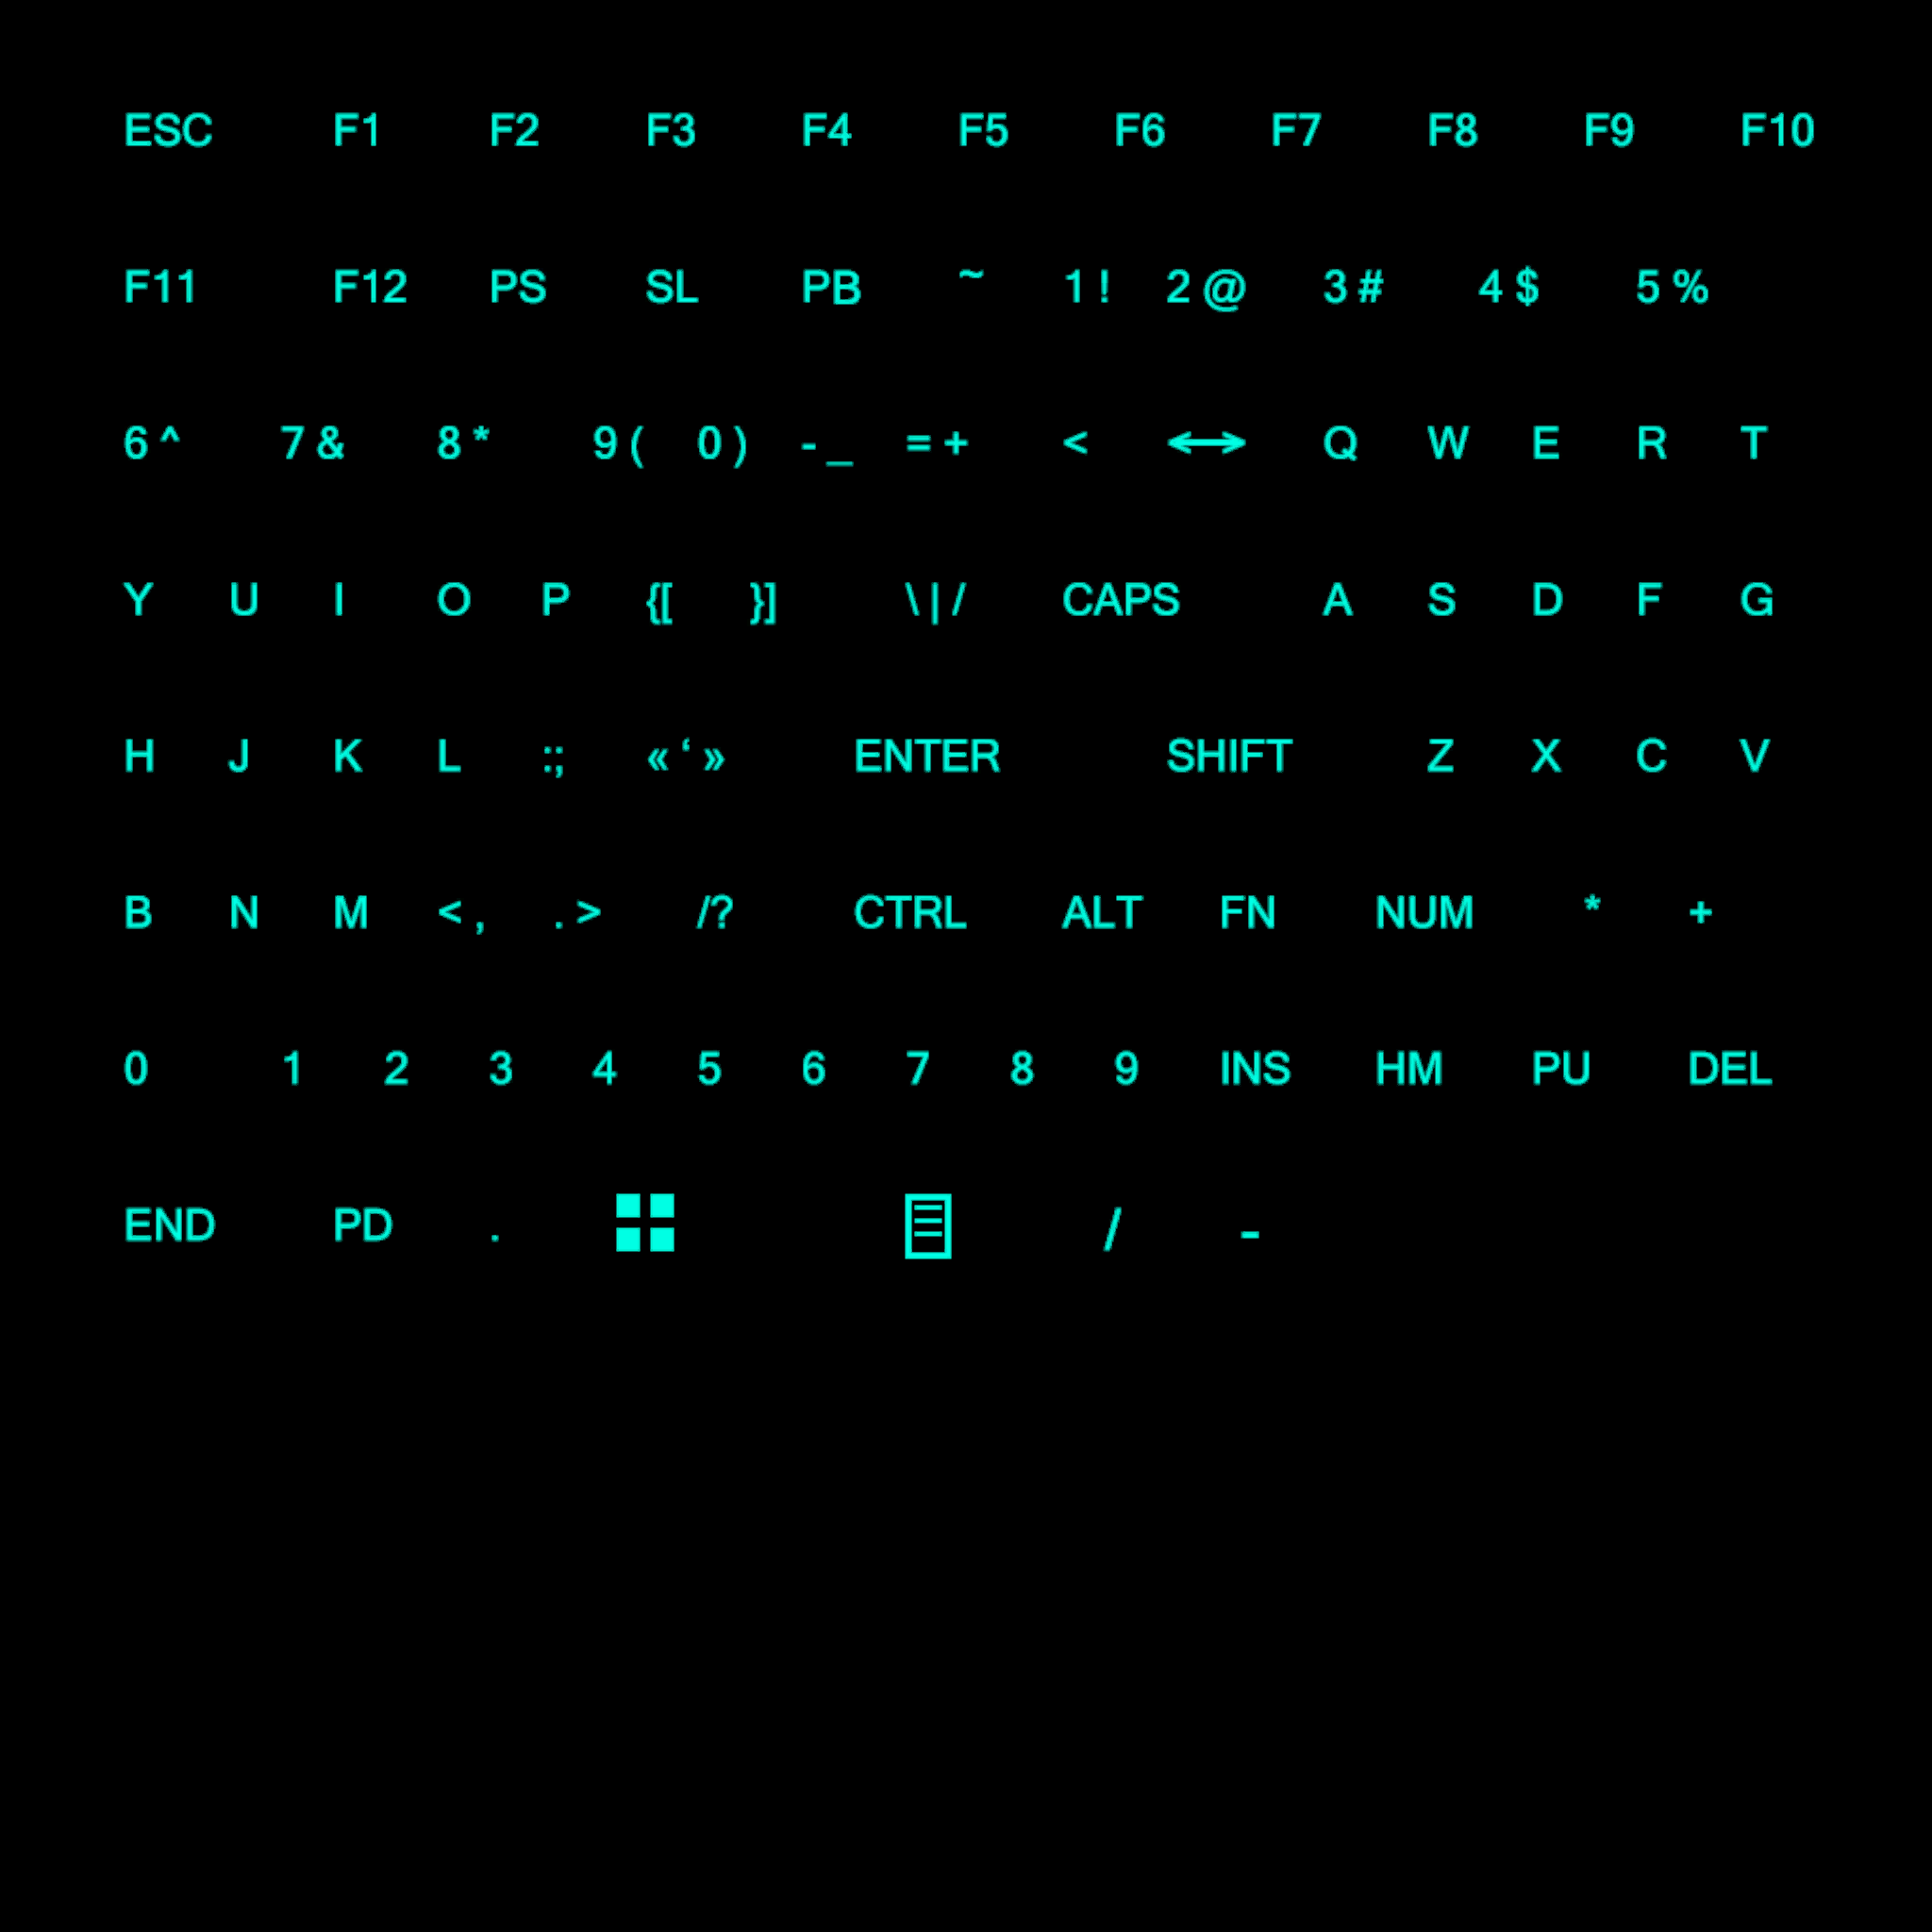 ESC F1 F2 F3 F4 F5 F6 F7 F8 F9 F10
F11 F12 PS SL PB ~ 1 ! 2 @ 3 # 4 $ 5 %
6 ^ 7 & 8 * 9 ( 0 ) - _ = + < <-> Q W E R T
Y U I O P {[ }] \ | / CAPS A S D F G
H J K L :; « ‘ » ENTER SHIFT Z X C V
B N M < , . > /? CTRL ALT FN NUM * +
0 1 2 3 4 5 6 7 8 9 INS HM PU DEL
END PD . / -